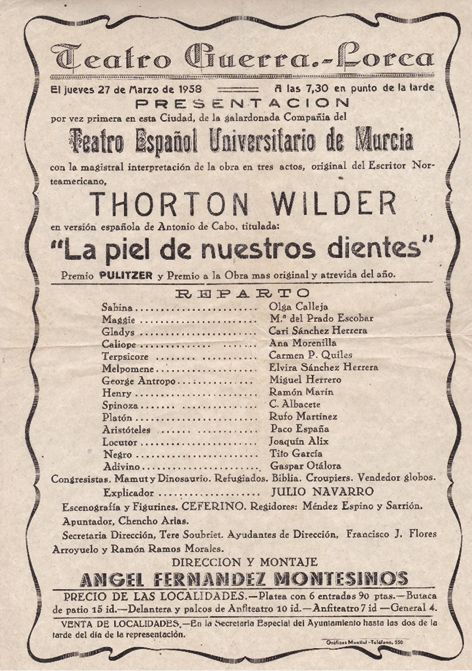 Teatro Guerra.-Lorca
El jueves 27 de Marzo de 1958 A las 7,30 en punto de la tarde
PRESENTACION
por vez primera en esta Ciudad, de la galardonada Compañía del
Teatro Español Universitario de Murcia
con la magistral interpretación de la obra en tres actos, original del Escritor Nor-
teamericano,
THORTON WILDER
en versión española de Antonio de Cabo, titulada:
"La piel de nuestros dientes"
Premio PULITZER y Premio a la Obra mas original y atrevida del año.
REPARTO
Sabina .............. Olga Calleja
Maggie .............. M.ª del Prado Escobar
Gladys .............. Cari Sánchez Herrera
Caliope .............. Ana Morenilla
Terpsicore .............. Carmen P. Quiles
Melpomene .............. Elvira Sánchez Herrera
George Antropo .............. Miguel Herrero
Henry .............. Ramón Marín
Spinoza .............. C. Albacete
Platón .............. Rufo Martínez
Aristóteles .............. Paco España
Locutor .............. Joaquín Alix
Negro .............. Tito García
Adivino .............. Gaspar Otálora
Congresistas. Mamut y Dinosaurio. Refugiados. Biblia. Croupiers. Vendedor globos.
Explicador .............. JULIO NAVARRO
Escenografía y Figurines. CEFERINO. Regidores: Méndez Espino y Sarrión.
Apuntador, Chencho Arias.
Secretaria Dirección, Tere Soubriet. Ayudantes de Dirección, Francisco J. Flores
Arroyuelo y Ramón Ramos Morales.
DIRECCION Y MONTAJE
ANGEL FERNANDEZ MONTESINOS
PRECIO DE LAS LOCALIDADES.—Platea con 6 entradas 90 ptas.—Butaca
de patio 15 id.—Delantera y palcos de Anfiteatro 10 id.—Anfiteatro 7 id—General 4.
VENTA DE LOCALIDADES.—En la Secretaría Especial del Ayuntamiento hasta las dos de la
tarde del día de la representación.
Gráficas Montiel-Teléfono, 550